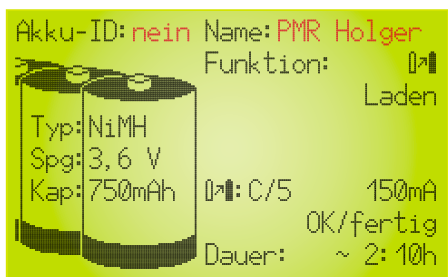 Akku-ID: nein Name: PMR Holger
Funktion:
Laden
Typ: NiMH
Spg: 3,6 V
Kap: 750mAh : C/5 150mA
OK/fertig
Dauer: ~ 2:10h